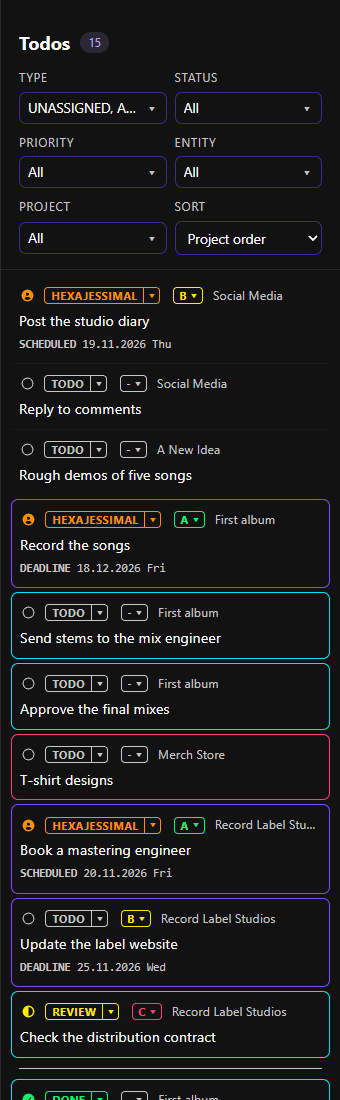 Todos 15
TYPE STATUS
UNASSIGNED, A... All
PRIORITY ENTITY
All All
PROJECT SORT
All Project order
HEXAJESSIMAL B Social Media
Post the studio diary
SCHEDULED 19.11.2026 Thu
TODO - Social Media
Reply to comments
TODO - A New Idea
Rough demos of five songs
HEXAJESSIMAL A First album
Record the songs
DEADLINE 18.12.2026 Fri
TODO - First album
Send stems to the mix engineer
TODO - First album
Approve the final mixes
TODO - Merch Store
T-shirt designs
HEXAJESSIMAL A Record Label Stu...
Book a mastering engineer
SCHEDULED 20.11.2026 Fri
TODO B Record Label Studios
Update the label website
DEADLINE 25.11.2026 Wed
REVIEW C Record Label Studios
Check the distribution contract
DONE - First album